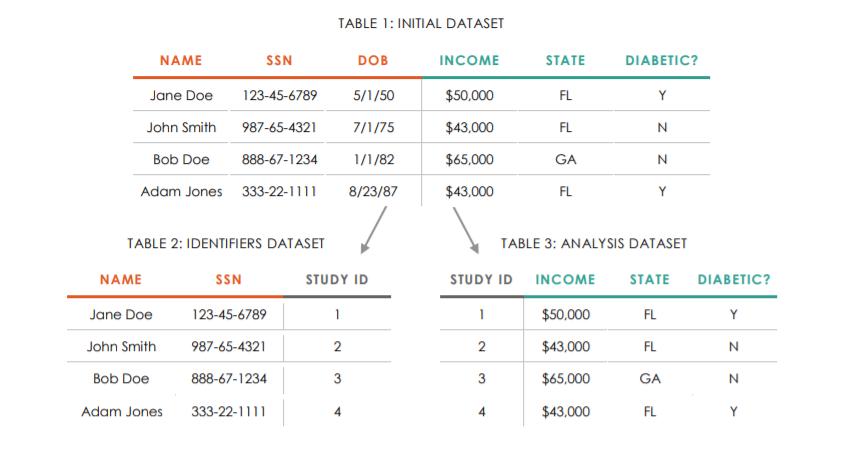 TABLE 1: INITIAL DATASET
NAME SSN DOB INCOME STATE DIABETIC?
Jane Doe 123-45-6789 5/1/50 $50,000 FL Y
John Smith 987-65-4321 7/1/75 $43,000 FL N
Bob Doe 888-67-1234 1/1/82 $65,000 GA N
Adam Jones 333-22-1111 8/23/87 $43,000 FL Y
TABLE 2: IDENTIFIERS DATASET
NAME SSN STUDY ID
Jane Doe 123-45-6789 1
John Smith 987-65-4321 2
Bob Doe 888-67-1234 3
Adam Jones 333-22-1111 4
TABLE 3: ANALYSIS DATASET
STUDY ID INCOME STATE DIABETIC?
1 $50,000 FL Y
2 $43,000 FL N
3 $65,000 GA N
4 $43,000 FL Y